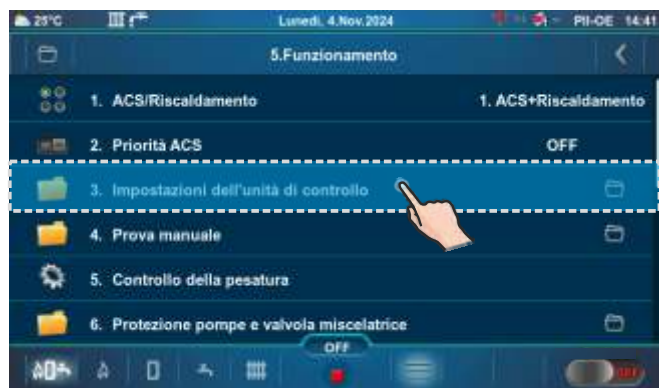 25°C Lunedì, 4.Nov.2024 PII-OE 14:41
5.Funzionamento
1. ACS/Riscaldamento 1. ACS+Riscaldamento
2. Priorità ACS OFF
3. Impostazioni dell'unità di controllo
4. Prova manuale
5. Controllo della pesatura
6. Protezione pompe e valvola miscelatrice
OFF
OFF